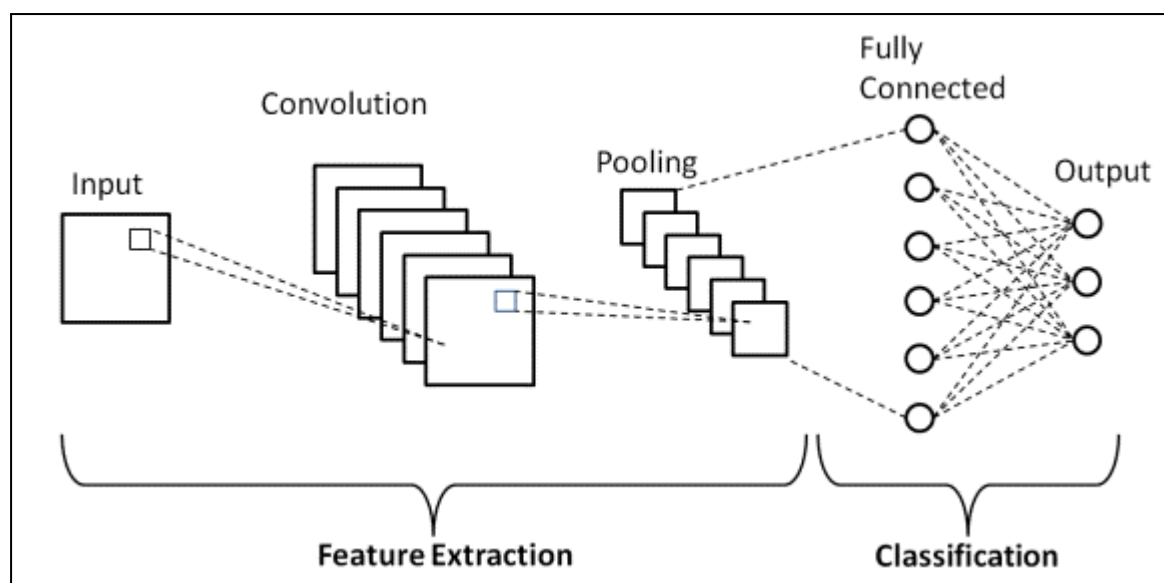 Input
Convolution
Pooling
Fully
Connected
Output
Feature Extraction
Classification